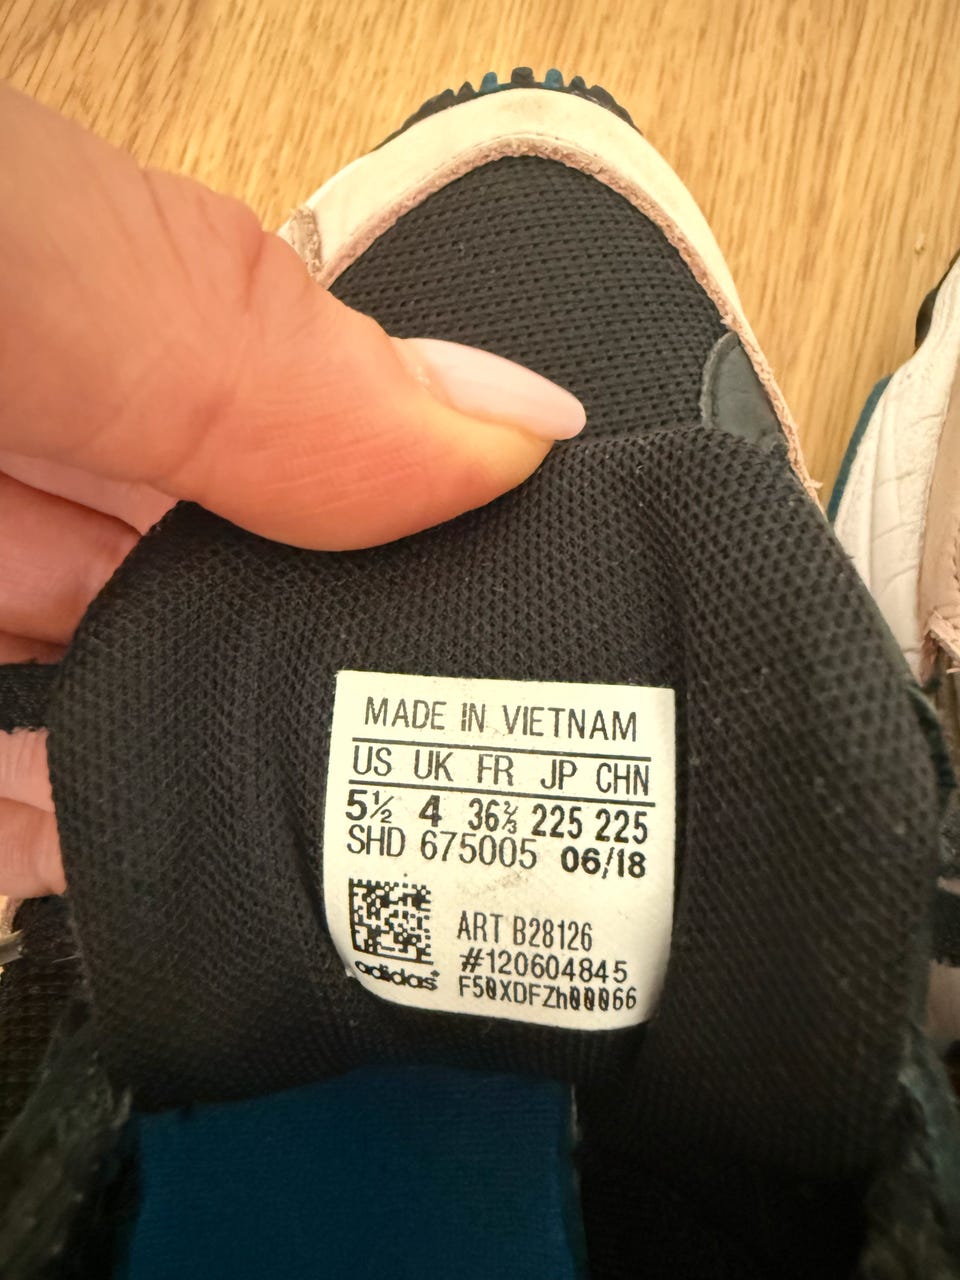 MADE IN VIETNAM
US UK FR JP CHN
5½ 4 36⅔ 225 225
SHD 675005 06/18
ART B28126
#120604845
adidas
F50XDFZh00066